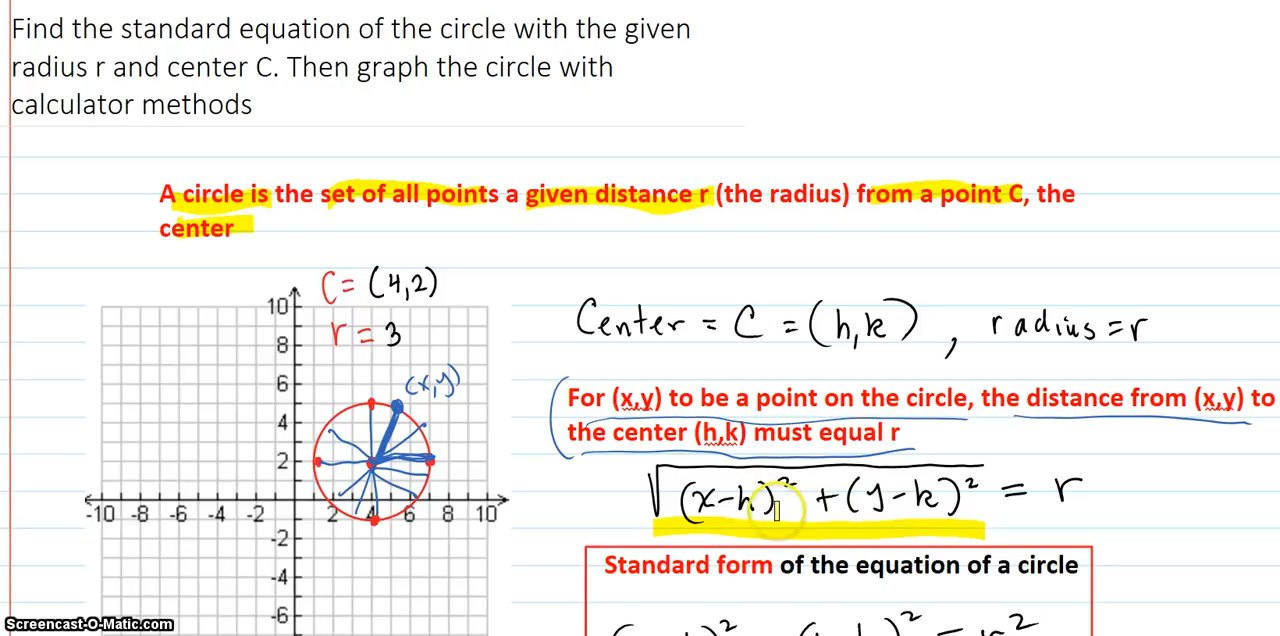 Find the standard equation of the circle with the given
radius r and center C. Then graph the circle with
calculator methods
A circle is the set of all points a given distance r (the radius) from a point C, the
center
C = (4,2)
r = 3
(x,y)
10
8
6
4
2
-10 -8 -6 -4 -2 2 4 6 8 10
-2
-4
-6
Center = C = (h,k) , radius = r
For (x,y) to be a point on the circle, the distance from (x,y) to
the center (h,k) must equal r
√(x-h)² + (y-k)² = r
Standard form of the equation of a circle
Screencast-O-Matic.com